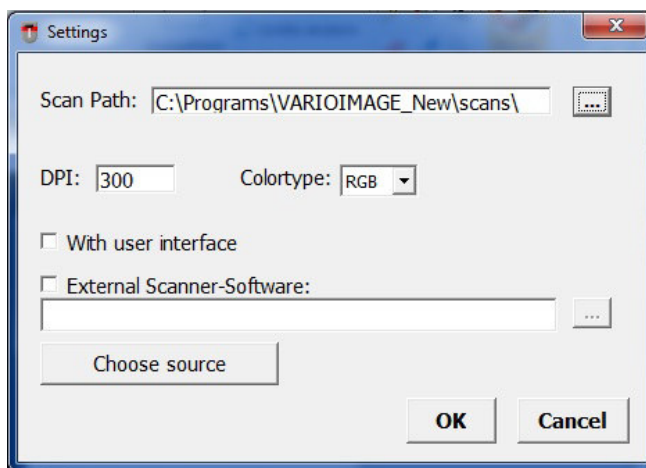 Settings
Scan Path: C:\Programs\VARIOIMAGE_New\scans\ ...
DPI: 300 Colortype: RGB
With user interface
External Scanner-Software:
...
Choose source
OK Cancel